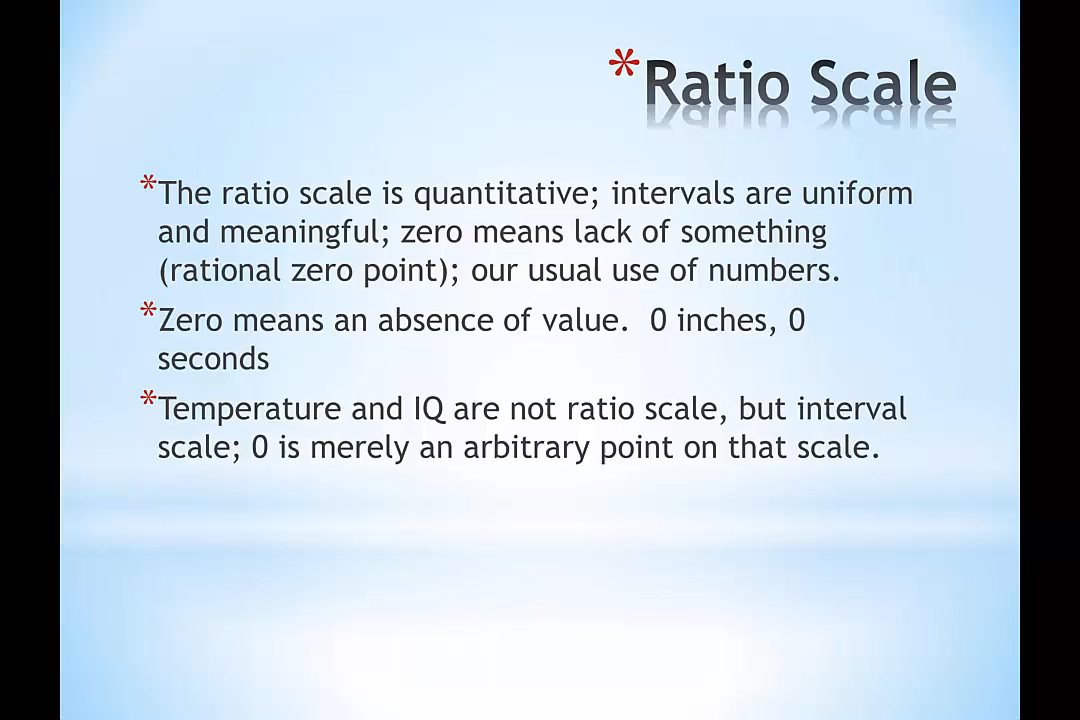 *Ratio Scale
*The ratio scale is quantitative; intervals are uniform
and meaningful; zero means lack of something
(rational zero point); our usual use of numbers.
*Zero means an absence of value.  0 inches, 0
seconds
*Temperature and IQ are not ratio scale, but interval
scale; 0 is merely an arbitrary point on that scale.